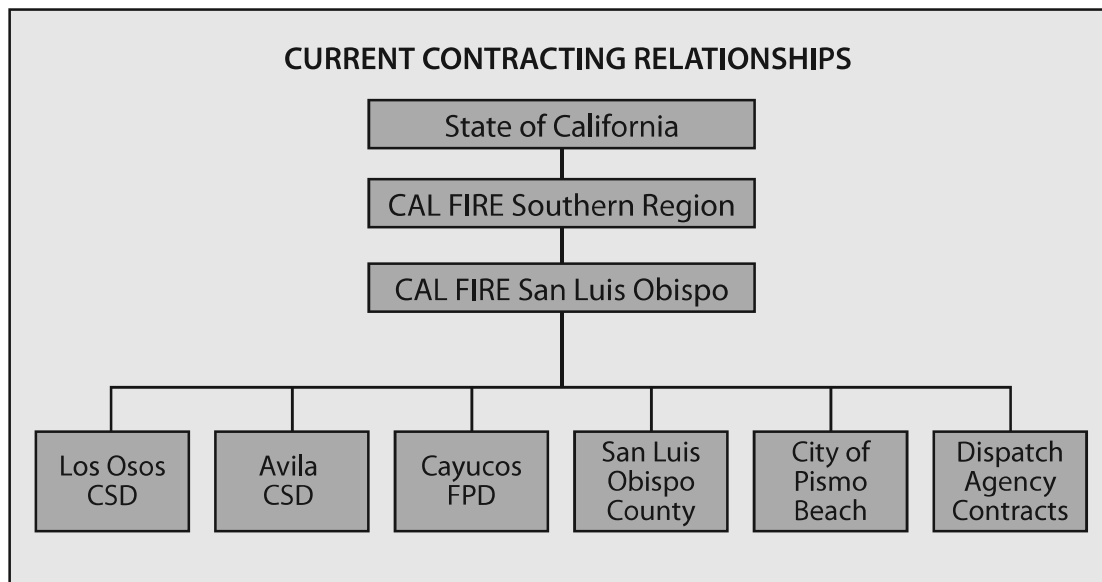 CURRENT CONTRACTING RELATIONSHIPS
State of California
CAL FIRE Southern Region
CAL FIRE San Luis Obispo
Los Osos
CSD
Avila
CSD
Cayucos
FPD
San Luis
Obispo
County
City of
Pismo
Beach
Dispatch
Agency
Contracts